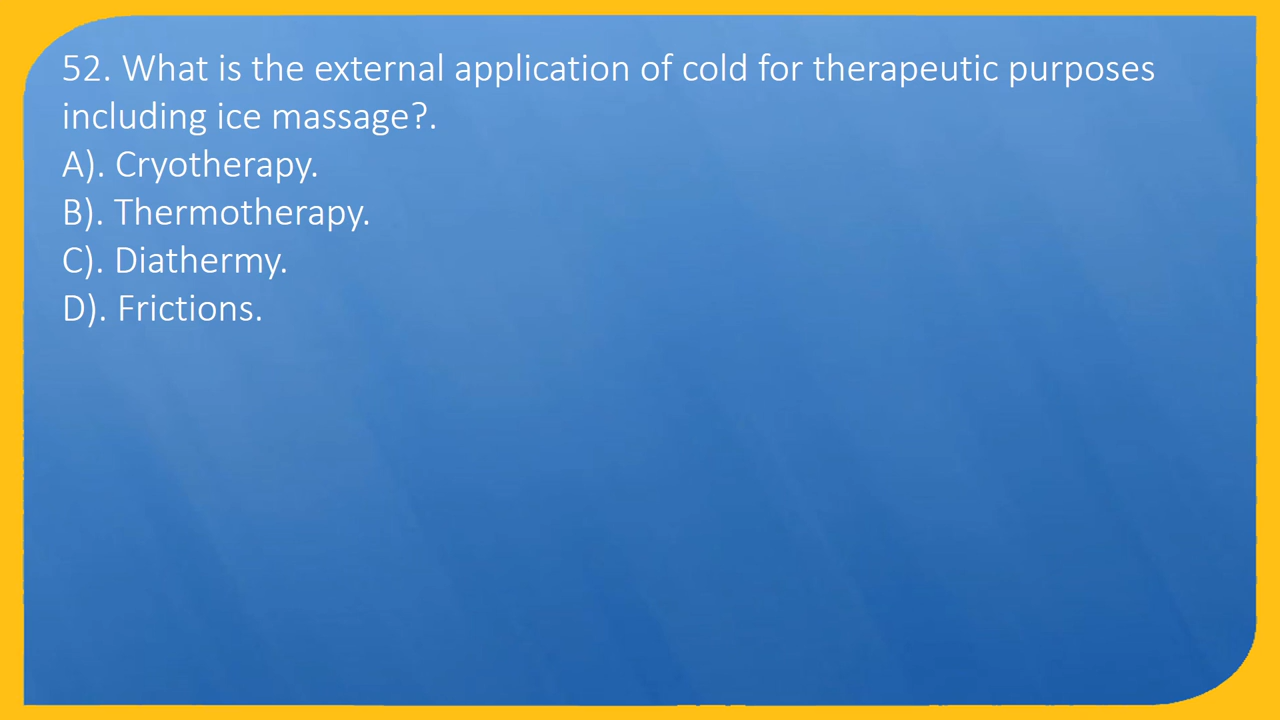 52. What is the external application of cold for therapeutic purposes
including ice massage?.
A). Cryotherapy.
B). Thermotherapy.
C). Diathermy.
D). Frictions.